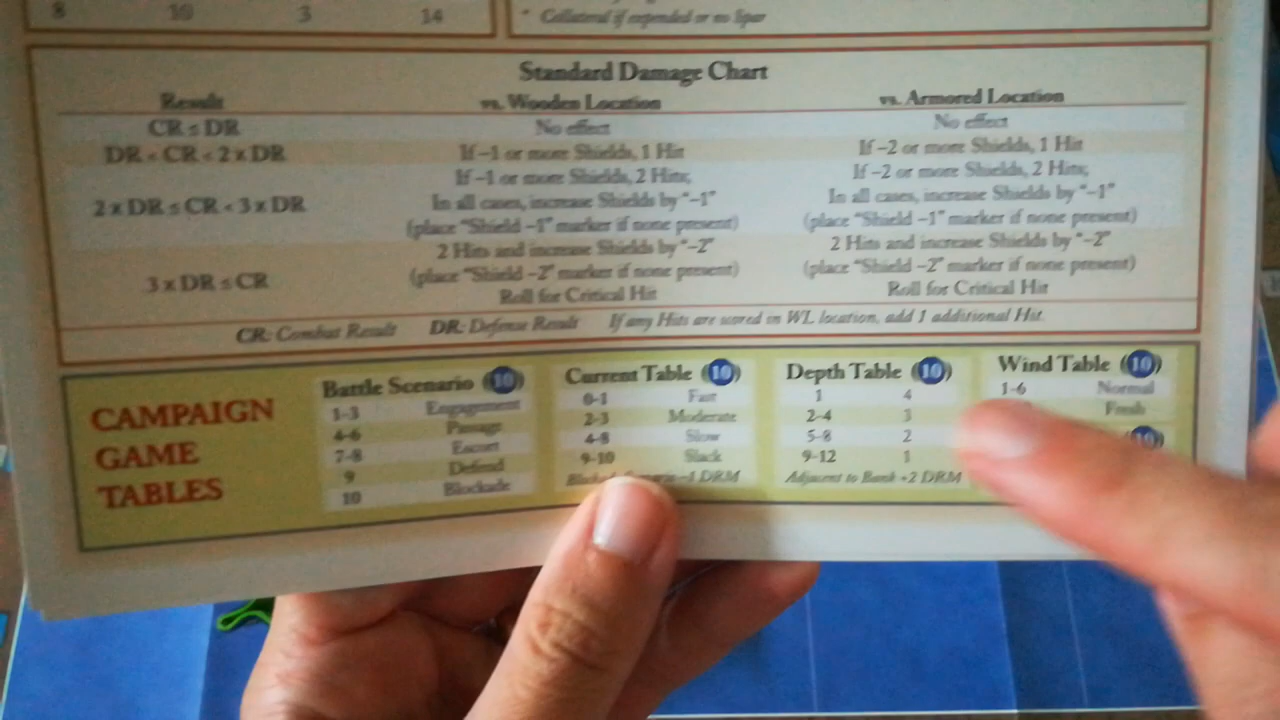 8 10 3 14
* Collateral if expended or no Spar
Standard Damage Chart
Result vs. Wooden Location vs. Armored Location
CR ≤ DR No effect No effect
DR < CR < 2 x DR If –1 or more Shields, 1 Hit If –2 or more Shields, 1 Hit
If –1 or more Shields, 2 Hits; If –2 or more Shields, 2 Hits;
2 x DR ≤ CR < 3 x DR In all cases, increase Shields by “–1” In all cases, increase Shields by “–1”
(place “Shield –1” marker if none present) (place “Shield –1” marker if none present)
2 Hits and increase Shields by “–2” 2 Hits and increase Shields by “–2”
3 x DR ≤ CR (place “Shield –2” marker if none present) (place “Shield –2” marker if none present)
Roll for Critical Hit Roll for Critical Hit
CR: Combat Result DR: Defense Result If any Hits are scored in WL location, add 1 additional Hit.
CAMPAIGN
GAME
TABLES
Battle Scenario (10)
1-3 Engagement
4-6 Passage
7-8 Escort
9 Defend
10 Blockade
Current Table (10)
0-1 Fast
2-3 Moderate
4-8 Slow
9-10 Slack
–1 DRM
Depth Table (10)
1 4
2-4 3
5-8 2
9-12 1
Adjacent to Bank +2 DRM
Wind Table (10)
1-6 Normal
Fresh
(10)